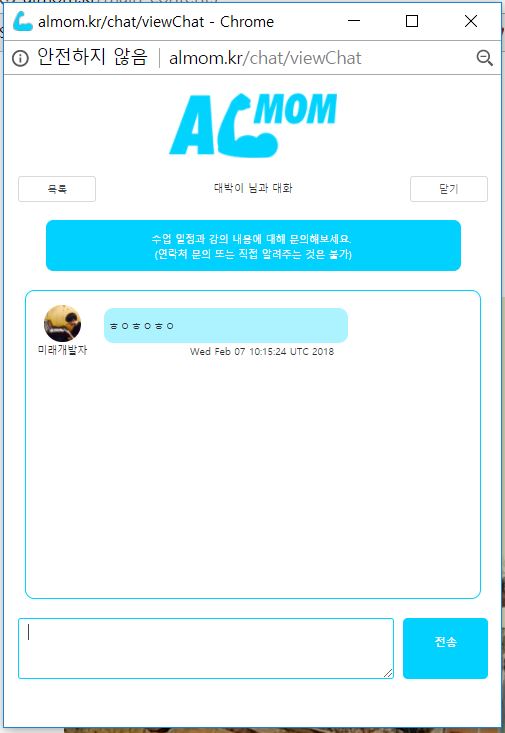 almom.kr/chat/viewChat - Chrome
안전하지 않음 almom.kr/chat/viewChat
ALMOM
목록 대박이 님과 대화 닫기
수업 일정과 강의 내용에 대해 문의해보세요.
(연락처 문의 또는 직접 알려주는 것은 불가)
ㅎㅇㅎㅇㅎㅇ
미래개발자 Wed Feb 07 10:15:24 UTC 2018
전송